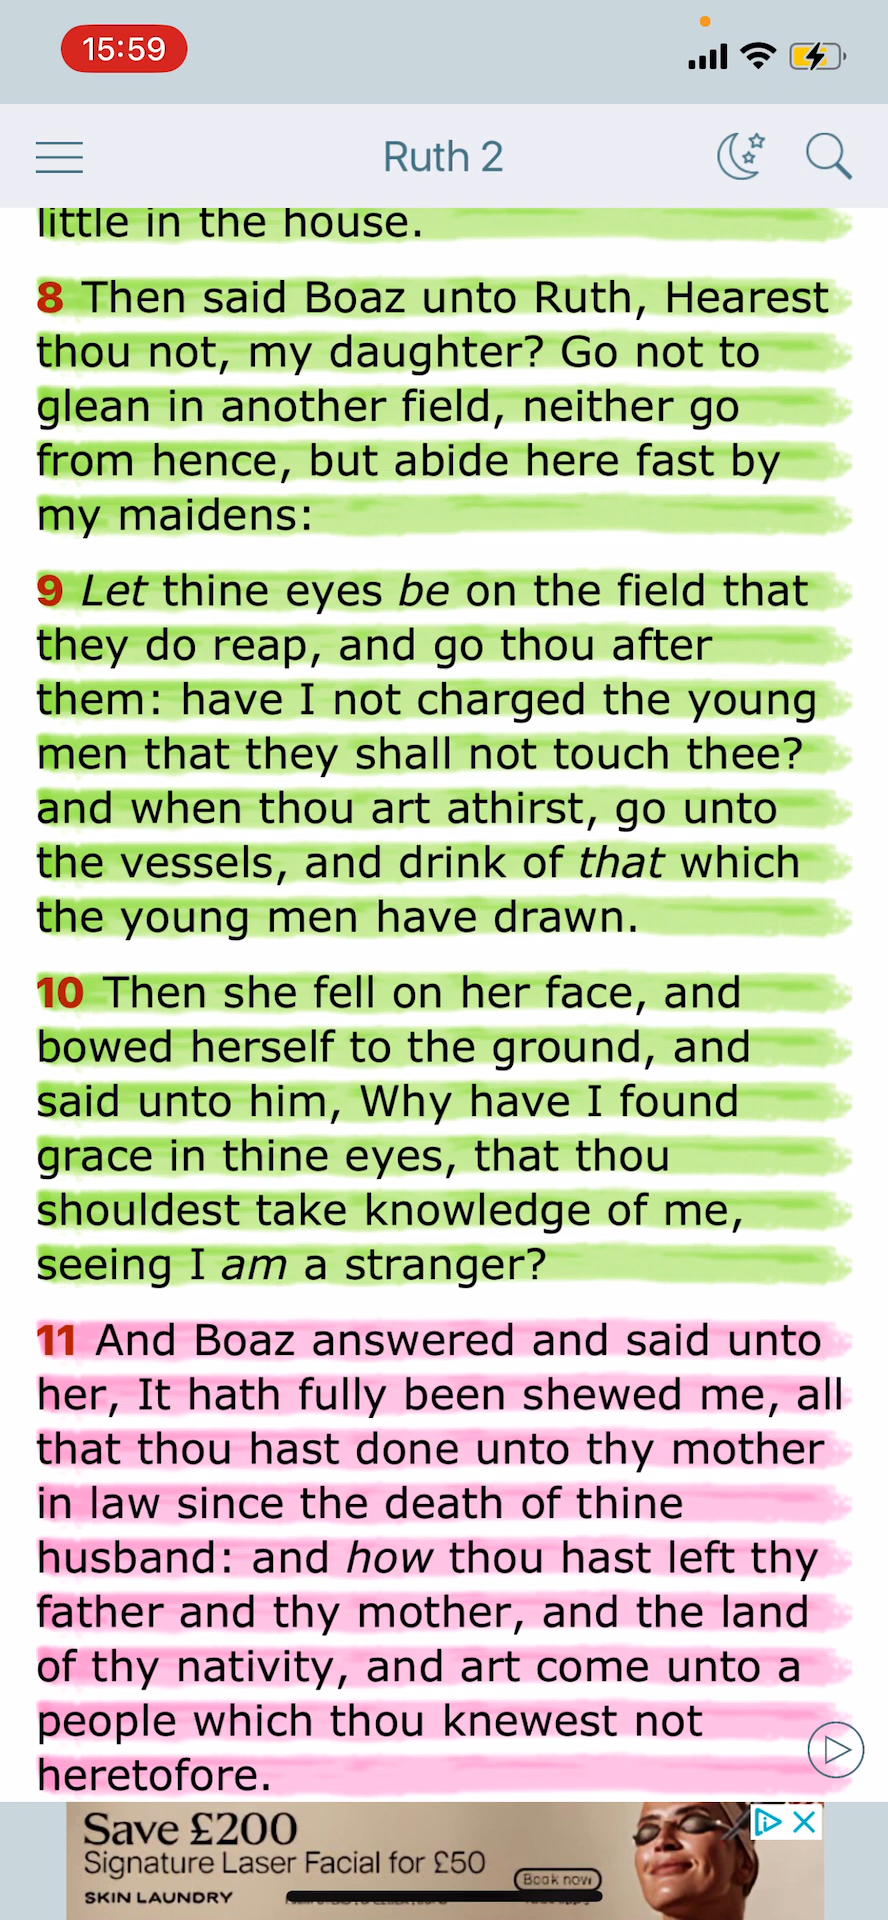 15:59
Ruth 2
little in the house.
8 Then said Boaz unto Ruth, Hearest
thou not, my daughter? Go not to
glean in another field, neither go
from hence, but abide here fast by
my maidens:
9 Let thine eyes be on the field that
they do reap, and go thou after
them: have I not charged the young
men that they shall not touch thee?
and when thou art athirst, go unto
the vessels, and drink of that which
the young men have drawn.
10 Then she fell on her face, and
bowed herself to the ground, and
said unto him, Why have I found
grace in thine eyes, that thou
shouldest take knowledge of me,
seeing I am a stranger?
11 And Boaz answered and said unto
her, It hath fully been shewed me, all
that thou hast done unto thy mother
in law since the death of thine
husband: and how thou hast left thy
father and thy mother, and the land
of thy nativity, and art come unto a
people which thou knewest not
heretofore.
Save £200
Signature Laser Facial for £50
Book now
SKIN LAUNDRY